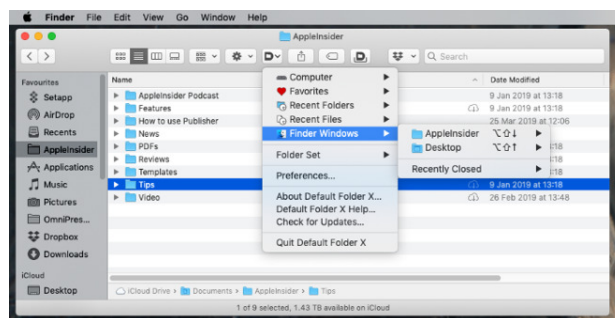 Finder File Edit View Go Window Help
AppleInsider
Search
Favourites
Setapp
AirDrop
Recents
AppleInsider
Applications
Music
Pictures
OmniPres...
Dropbox
Downloads
iCloud
Desktop
Name
AppleInsider Podcast
Features
How to use Publisher
News
PDFs
Reviews
Templates
Tips
Video
Computer
Favorites
Recent Folders
Recent Files
Finder Windows
Folder Set
Preferences...
About Default Folder X...
Default Folder X Help...
Check for Updates...
Quit Default Folder X
AppleInsider ⌥⇧↓
Desktop ⌥⇧↑
Recently Closed
Date Modified
9 Jan 2019 at 13:18
9 Jan 2019 at 13:18
25 Mar 2019 at 12:06
:18
:18
:18
9 Jan 2019 at 13:18
26 Feb 2019 at 13:48
iCloud Drive › Documents › AppleInsider › Tips
1 of 9 selected, 1.43 TB available on iCloud